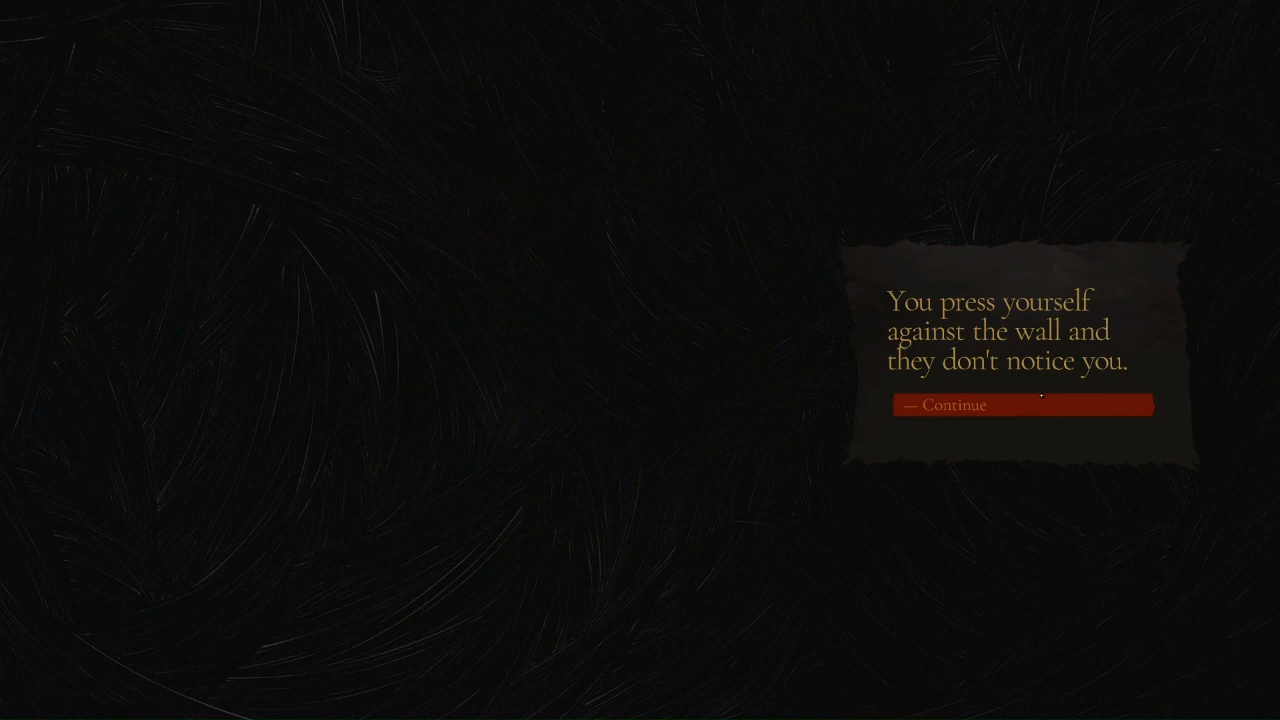 You press yourself
against the wall and
they don't notice you.
— Continue